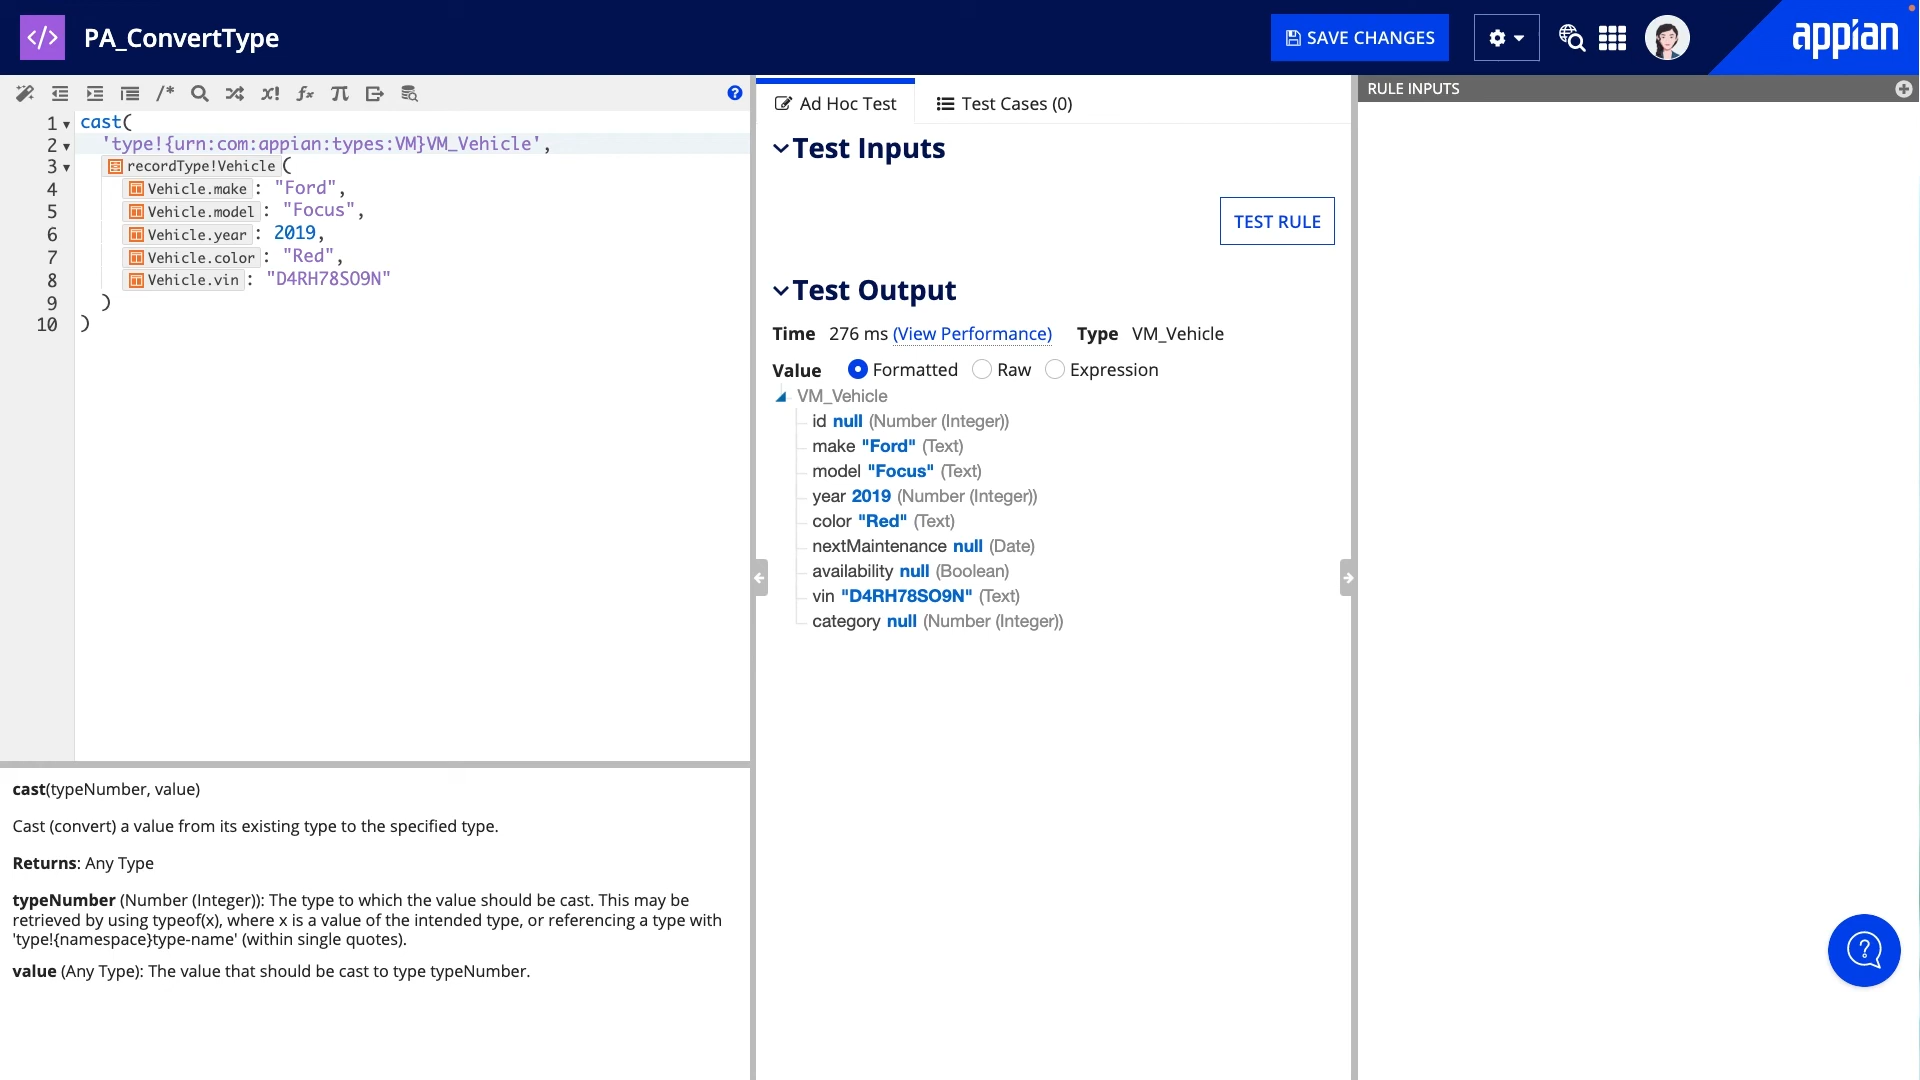 PA_ConvertType
SAVE CHANGES
appian
1 cast(
2 'type!{urn:com:appian:types:VM}VM_Vehicle',
3 recordType!Vehicle(
4 Vehicle.make: "Ford",
5 Vehicle.model: "Focus",
6 Vehicle.year: 2019,
7 Vehicle.color: "Red",
8 Vehicle.vin: "D4RH78SO9N"
9 )
10 )
cast(typeNumber, value)
Cast (convert) a value from its existing type to the specified type.
Returns: Any Type
typeNumber (Number (Integer)): The type to which the value should be cast. This may be
retrieved by using typeof(x), where x is a value of the intended type, or referencing a type with
'type!{namespace}type-name' (within single quotes).
value (Any Type): The value that should be cast to type typeNumber.
Ad Hoc Test
Test Cases (0)
Test Inputs
TEST RULE
Test Output
Time 276 ms (View Performance) Type VM_Vehicle
Value Formatted Raw Expression
VM_Vehicle
id null (Number (Integer))
make "Ford" (Text)
model "Focus" (Text)
year 2019 (Number (Integer))
color "Red" (Text)
nextMaintenance null (Date)
availability null (Boolean)
vin "D4RH78SO9N" (Text)
category null (Number (Integer))
RULE INPUTS